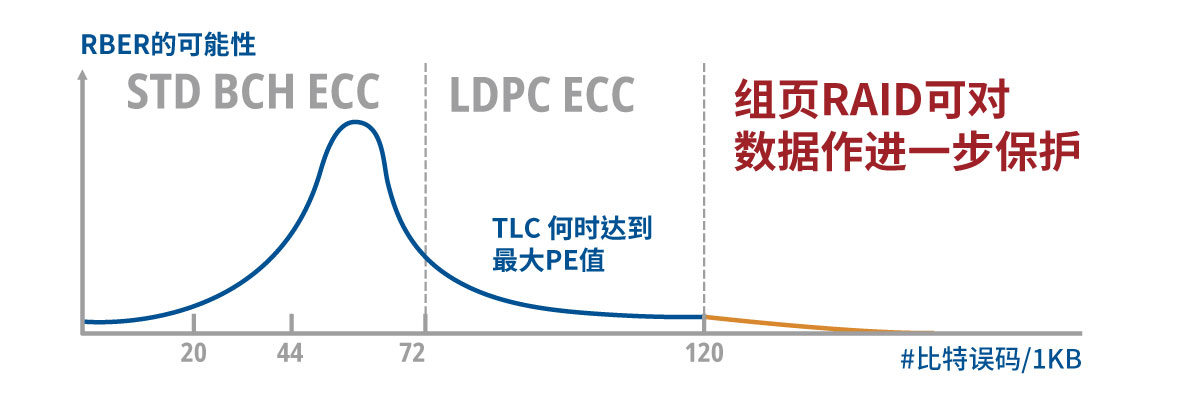 RBER的可能性
STD BCH ECC
LDPC ECC
组页RAID可对
数据作进一步保护
TLC 何时达到
最大PE值
20
44
72
120
#比特误码/1KB